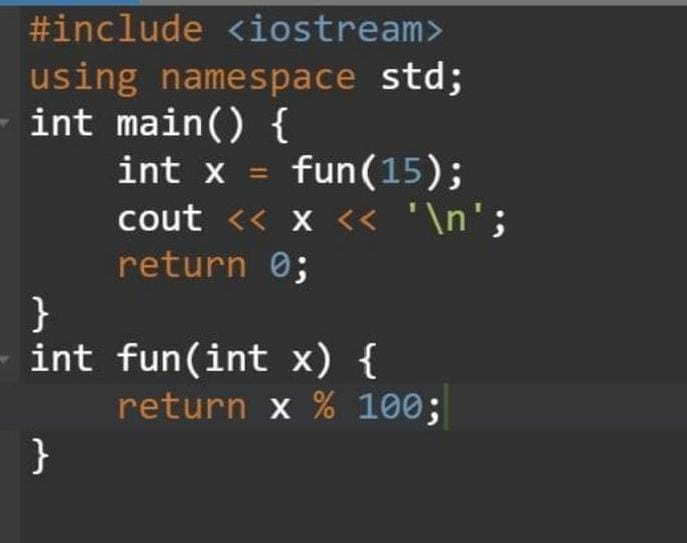 #include <iostream>
using namespace std;
int main() {
    int x = fun(15);
    cout << x << '\n';
    return 0;
}
int fun(int x) {
    return x % 100;
}